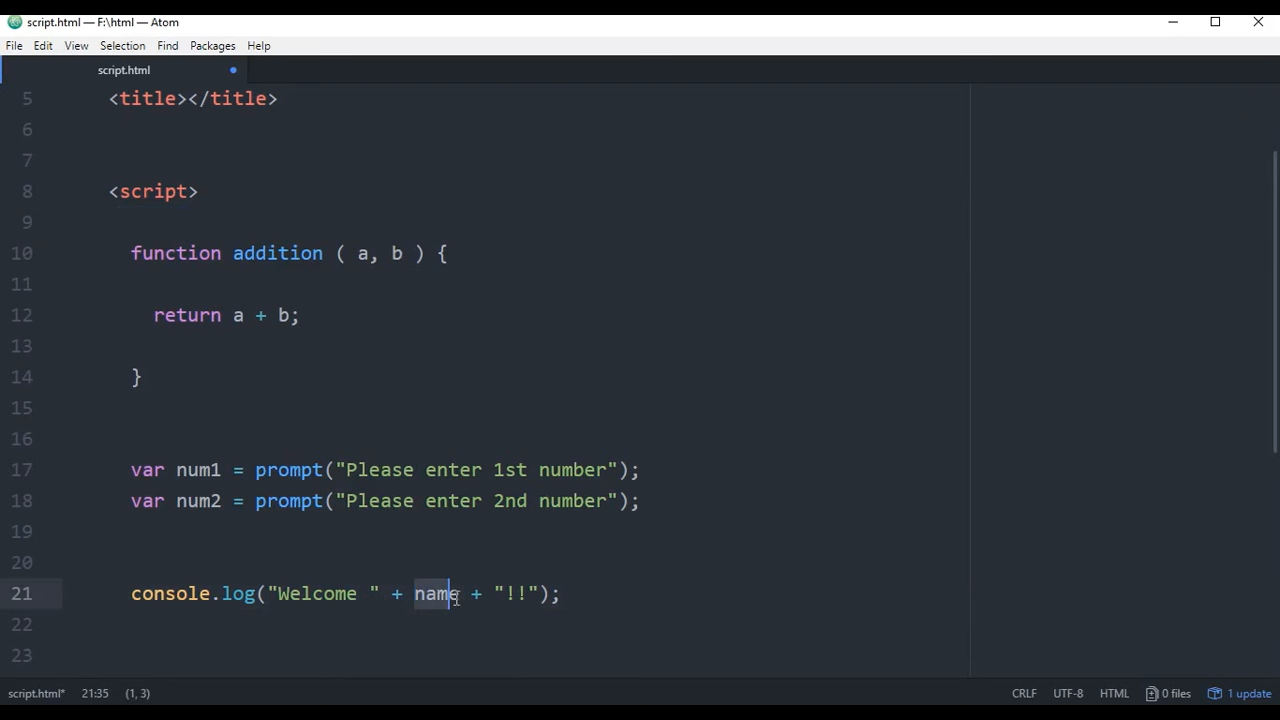 script.html — F:\html — Atom
File Edit View Selection Find Packages Help
script.html
5 <title></title>
6
7
8 <script>
9
10 function addition ( a, b ) {
11
12 return a + b;
13
14 }
15
16
17 var num1 = prompt("Please enter 1st number");
18 var num2 = prompt("Please enter 2nd number");
19
20
21 console.log("Welcome " + name + "!!");
22
23
script.html* 21:35 (1, 3) CRLF UTF-8 HTML 0 files 1 update